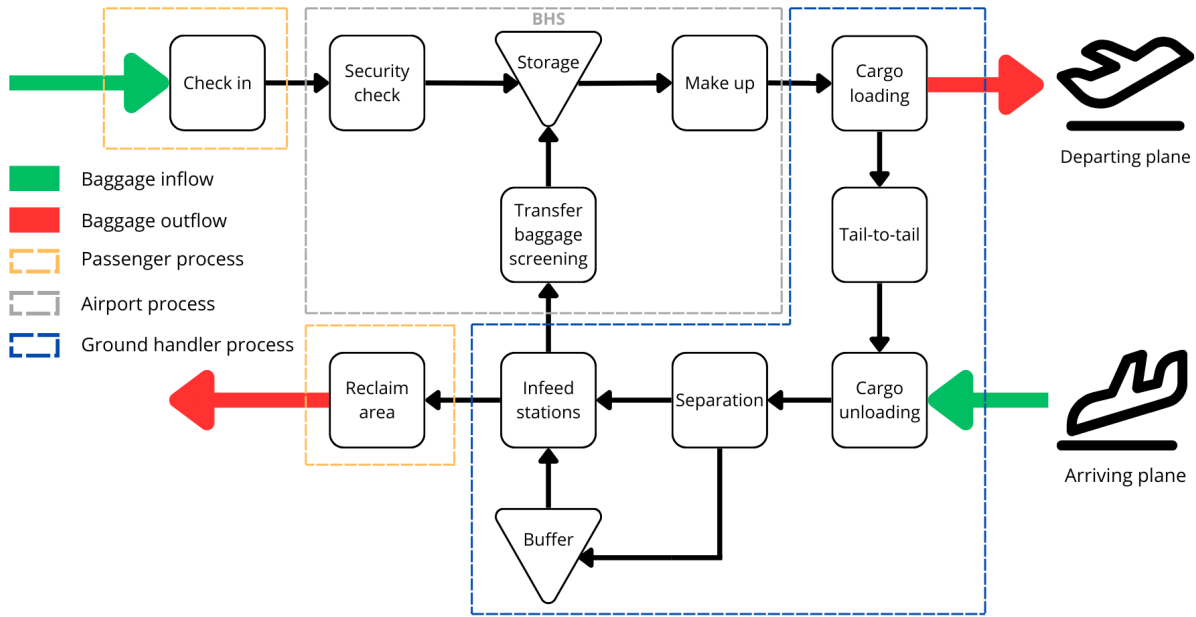 BHS
Check in
Security
check
Storage
Make up
Cargo
loading
Departing plane
Baggage inflow
Baggage outflow
Passenger process
Airport process
Ground handler process
Transfer
baggage
screening
Tail-to-tail
Reclaim
area
Infeed
stations
Separation
Cargo
unloading
Arriving plane
Buffer